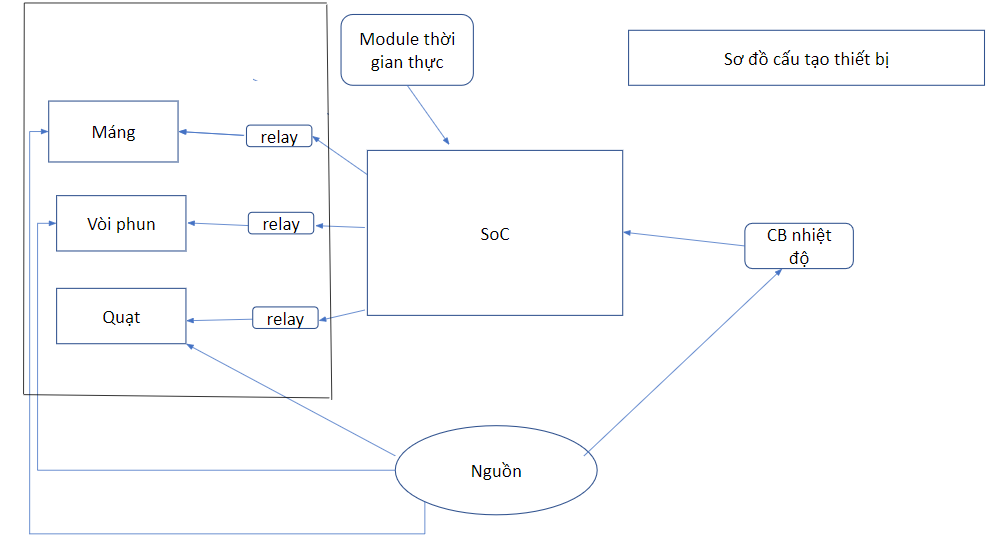 Module thời
gian thực
Sơ đồ cấu tạo thiết bị
Máng
relay
Vòi phun
relay
SoC
CB nhiệt
độ
Quạt
relay
Nguồn